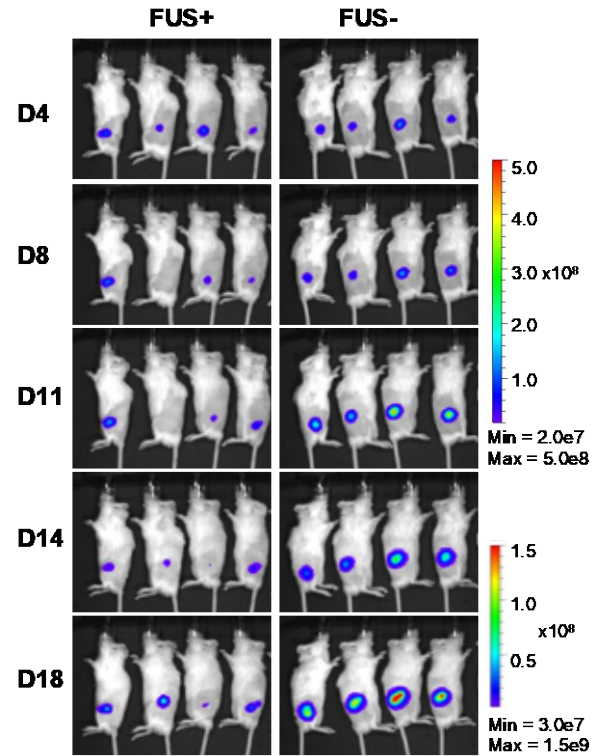 FUS+ FUS-
D4
D8
D11
D14
D18
5.0
4.0
3.0 x10⁸
2.0
1.0
Min = 2.0e7
Max = 5.0e8
1.5
1.0
x10⁸
0.5
Min = 3.0e7
Max = 1.5e9